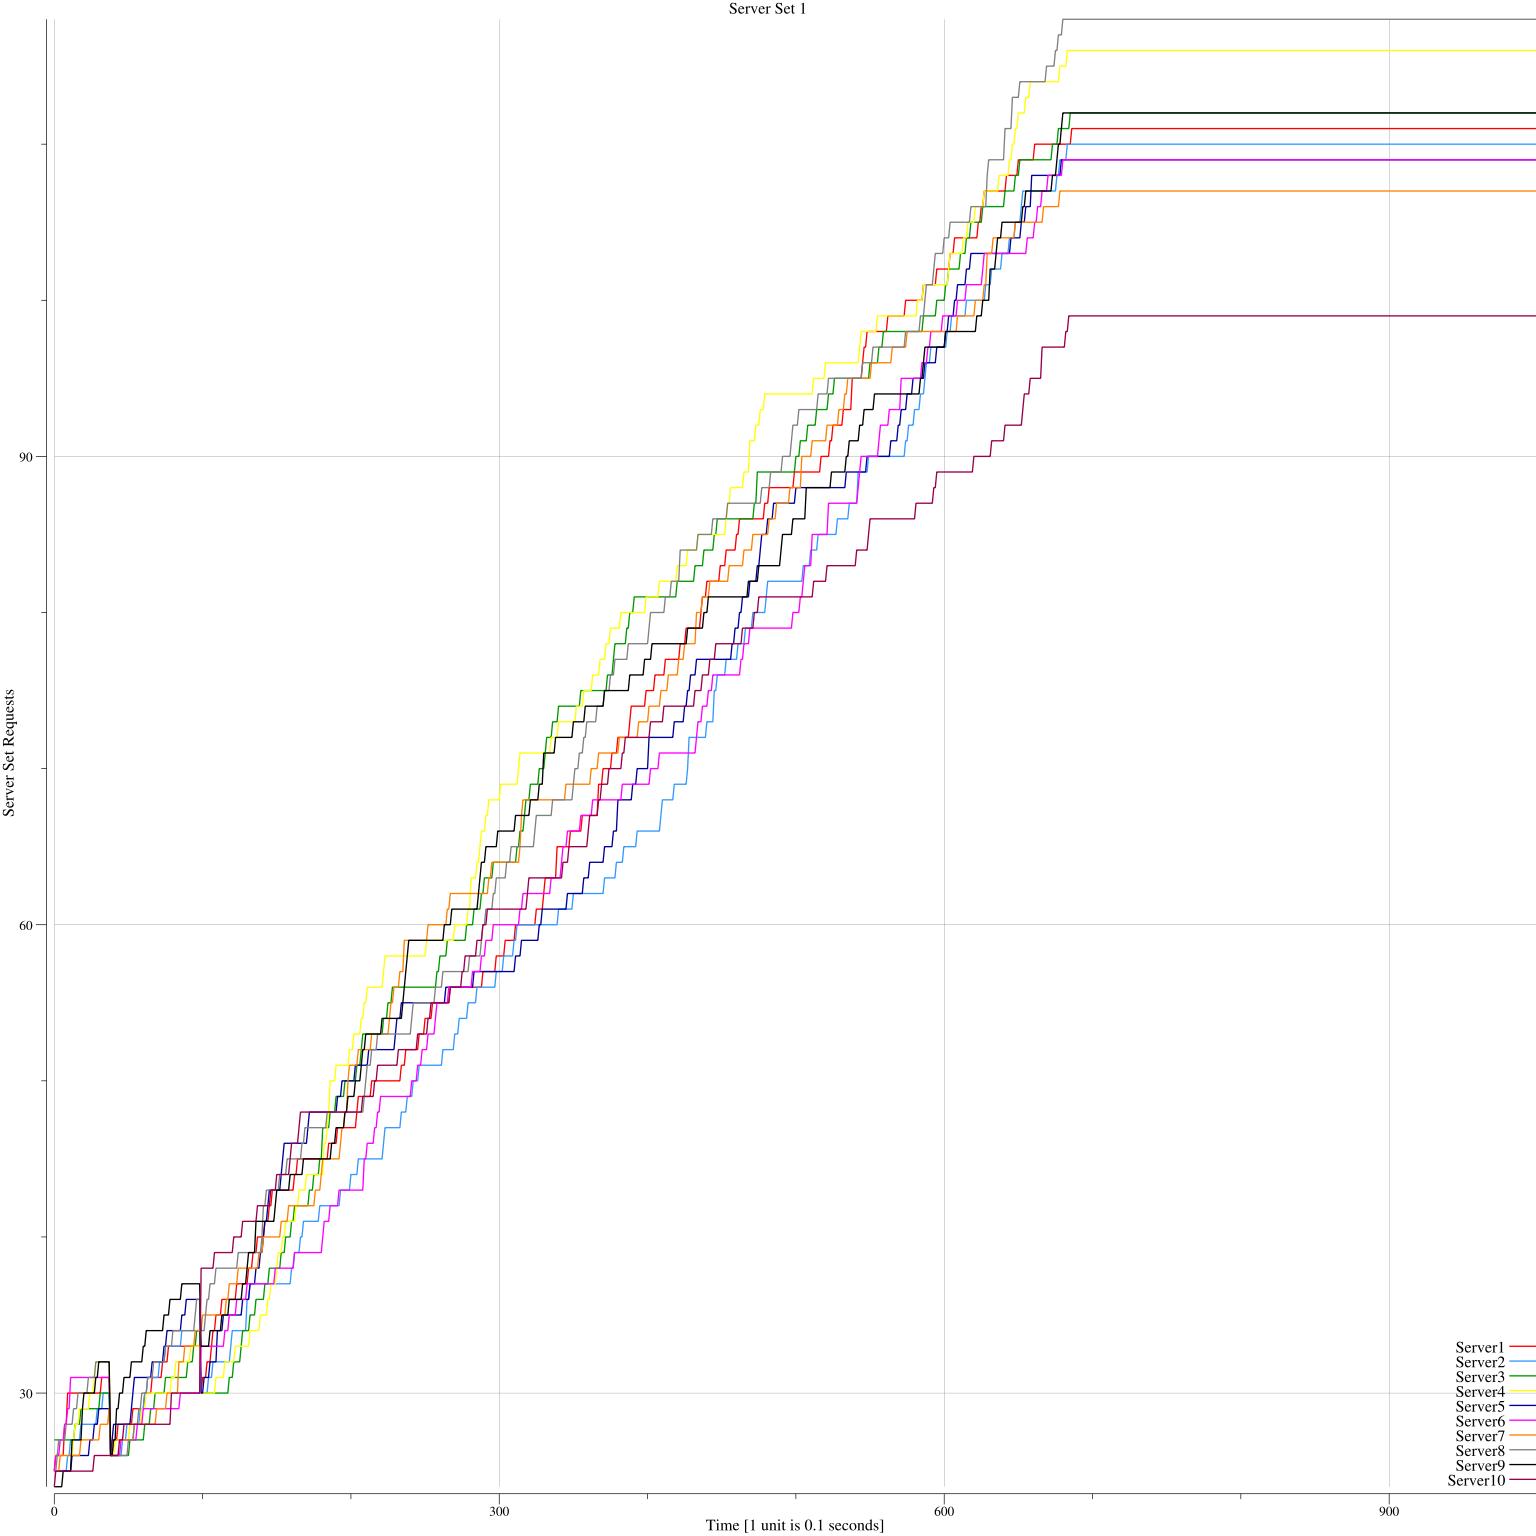 Server Set 1
Server Set Requests
90
60
30
Server1
Server2
Server3
Server4
Server5
Server6
Server7
Server8
Server9
Server10
0 300 600 900
Time [1 unit is 0.1 seconds]